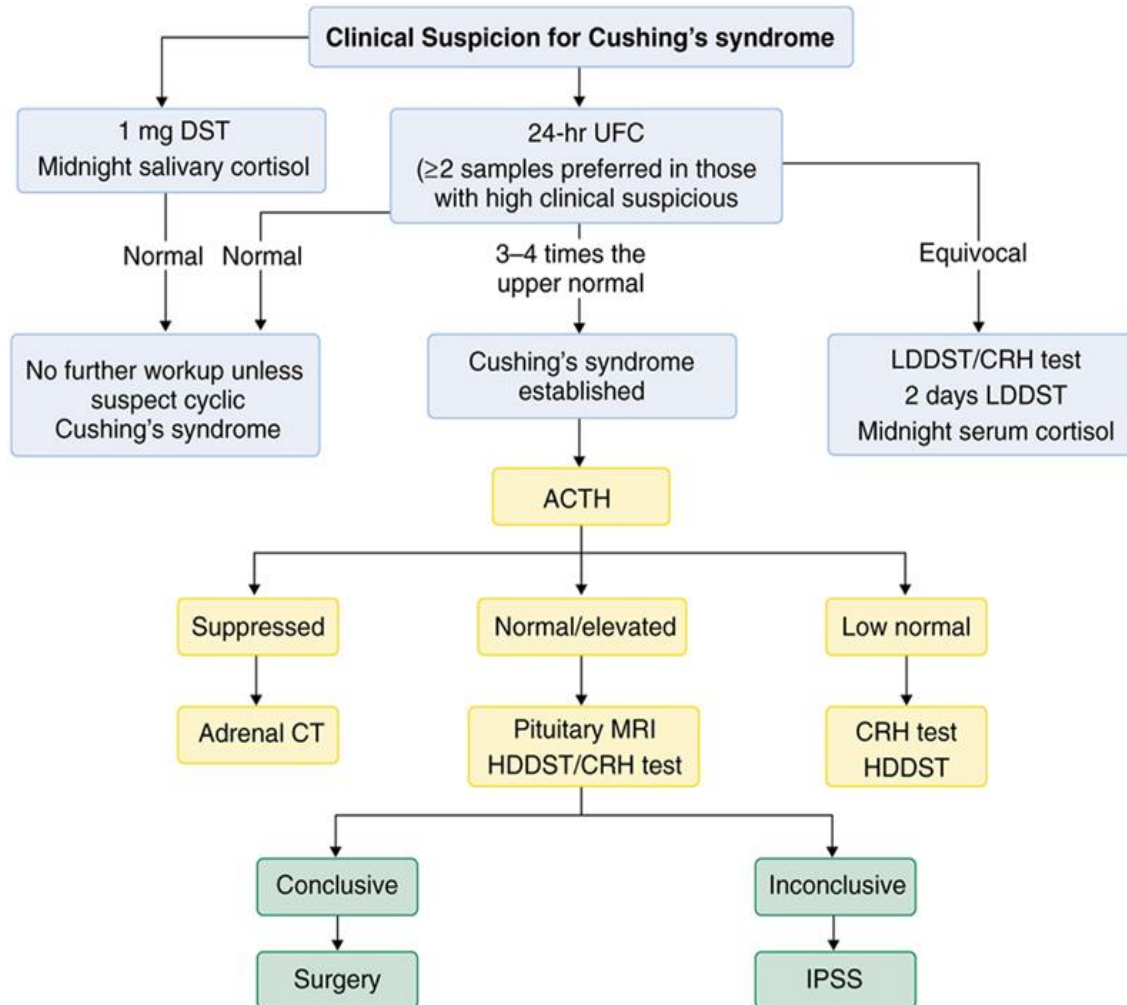 Clinical Suspicion for Cushing’s syndrome
1 mg DST
Midnight salivary cortisol
24-hr UFC
(≥2 samples preferred in those
with high clinical suspicious
Normal
Normal
3–4 times the
upper normal
Equivocal
No further workup unless
suspect cyclic
Cushing’s syndrome
Cushing’s syndrome
established
LDDST/CRH test
2 days LDDST
Midnight serum cortisol
ACTH
Suppressed
Normal/elevated
Low normal
Adrenal CT
Pituitary MRI
HDDST/CRH test
CRH test
HDDST
Conclusive
Inconclusive
Surgery
IPSS